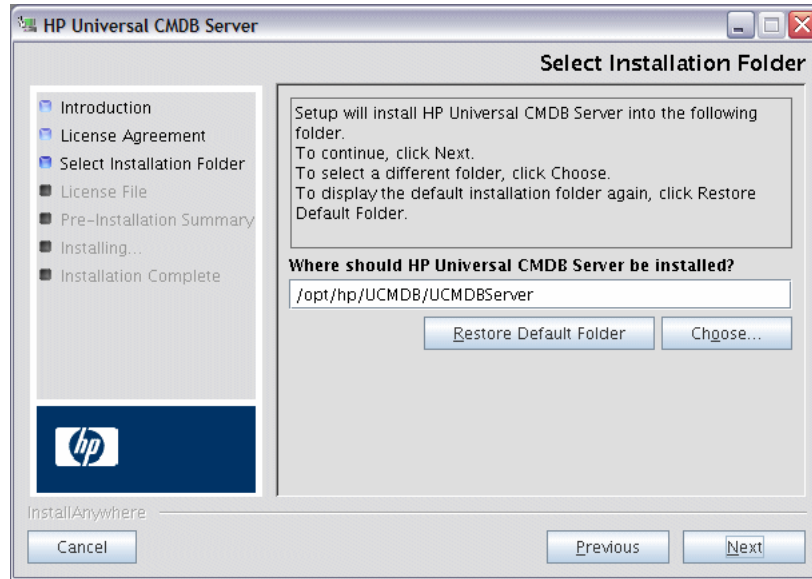 HP Universal CMDB Server
Select Installation Folder
Introduction
License Agreement
Select Installation Folder
License File
Pre-Installation Summary
Installing...
Installation Complete
Setup will install HP Universal CMDB Server into the following
folder.
To continue, click Next.
To select a different folder, click Choose.
To display the default installation folder again, click Restore
Default Folder.
Where should HP Universal CMDB Server be installed?
/opt/hp/UCMDB/UCMDBServer
Restore Default Folder
Choose...
hp
InstallAnywhere
Cancel
Previous
Next